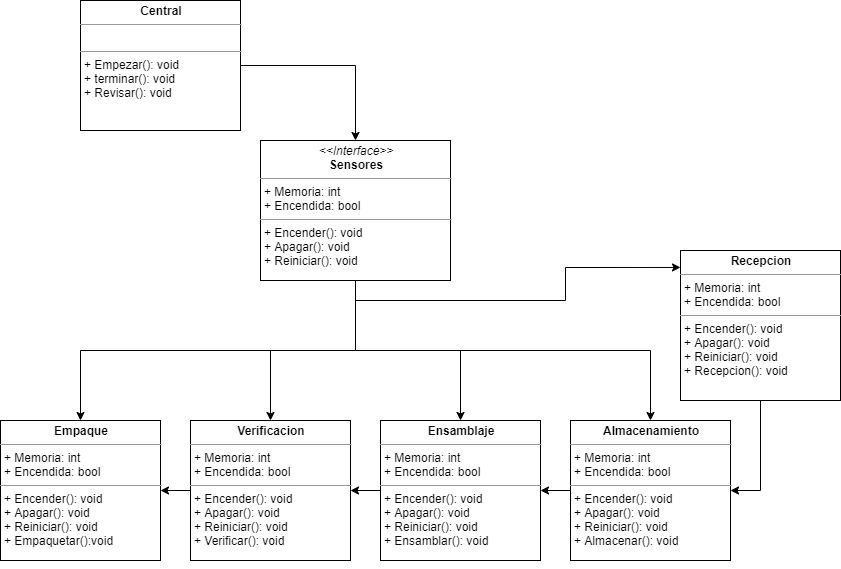 Central
+ Empezar(): void
+ terminar(): void
+ Revisar(): void
<<Interface>>
Sensores
+ Memoria: int
+ Encendida: bool
+ Encender(): void
+ Apagar(): void
+ Reiniciar(): void
Recepcion
+ Memoria: int
+ Encendida: bool
+ Encender(): void
+ Apagar(): void
+ Reiniciar(): void
+ Recepcion(): void
Empaque
+ Memoria: int
+ Encendida: bool
+ Encender(): void
+ Apagar(): void
+ Reiniciar(): void
+ Empaquetar():void
Verificacion
+ Memoria: int
+ Encendida: bool
+ Encender(): void
+ Apagar(): void
+ Reiniciar(): void
+ Verificar(): void
Ensamblaje
+ Memoria: int
+ Encendida: bool
+ Encender(): void
+ Apagar(): void
+ Reiniciar(): void
+ Ensamblar(): void
Almacenamiento
+ Memoria: int
+ Encendida: bool
+ Encender(): void
+ Apagar(): void
+ Reiniciar(): void
+ Almacenar(): void